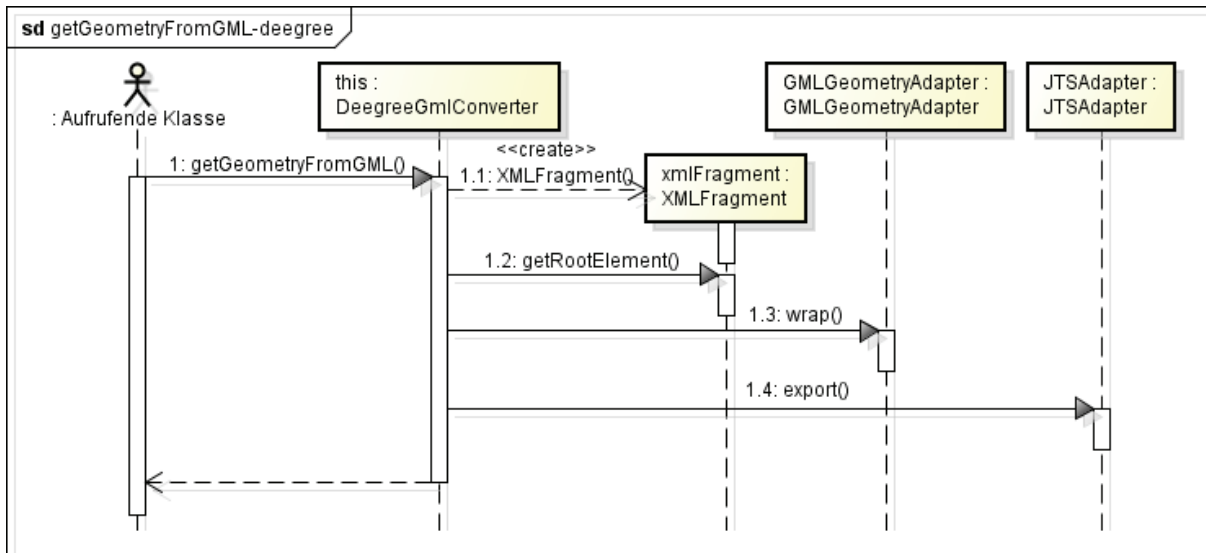 sd getGeometryFromGML-deegree
: Aufrufende Klasse
this :
DeegreeGmlConverter
GMLGeometryAdapter :
GMLGeometryAdapter
JTSAdapter :
JTSAdapter
1: getGeometryFromGML()
<<create>>
1.1: XMLFragment()
xmlFragment :
XMLFragment
1.2: getRootElement()
1.3: wrap()
1.4: export()